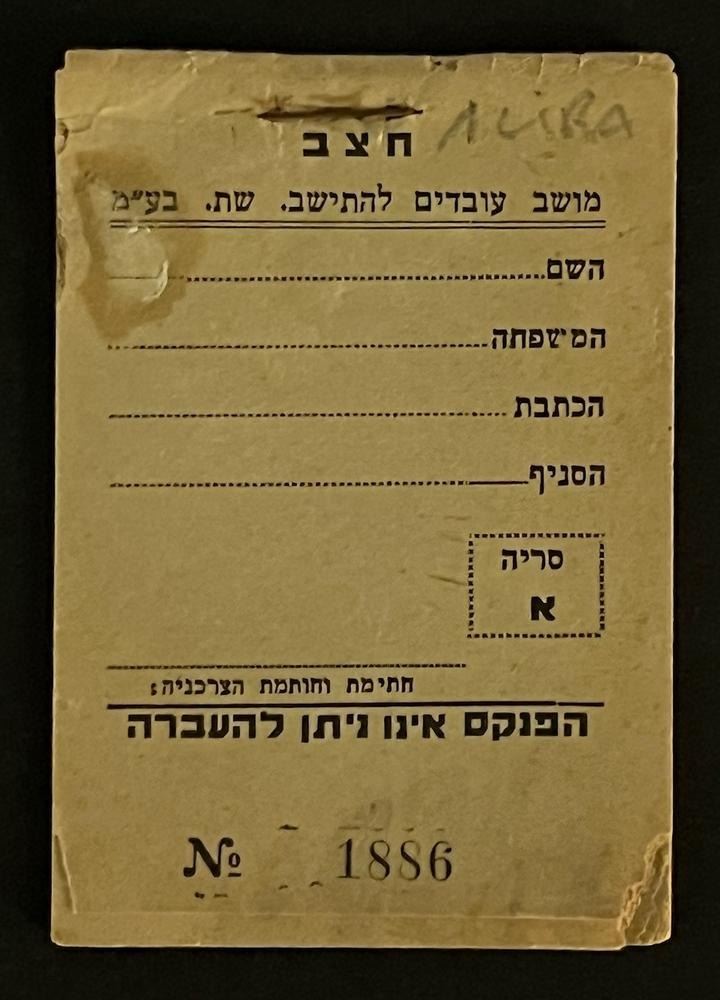 חצב
מושב עובדים להתישב. שת. בע״מ
השם
המשפחה
הכתבת
הסניף
סריה
א
חתימת וחותמת הצרכניה:
הפנקס אינו ניתן להעברה
№ 1886